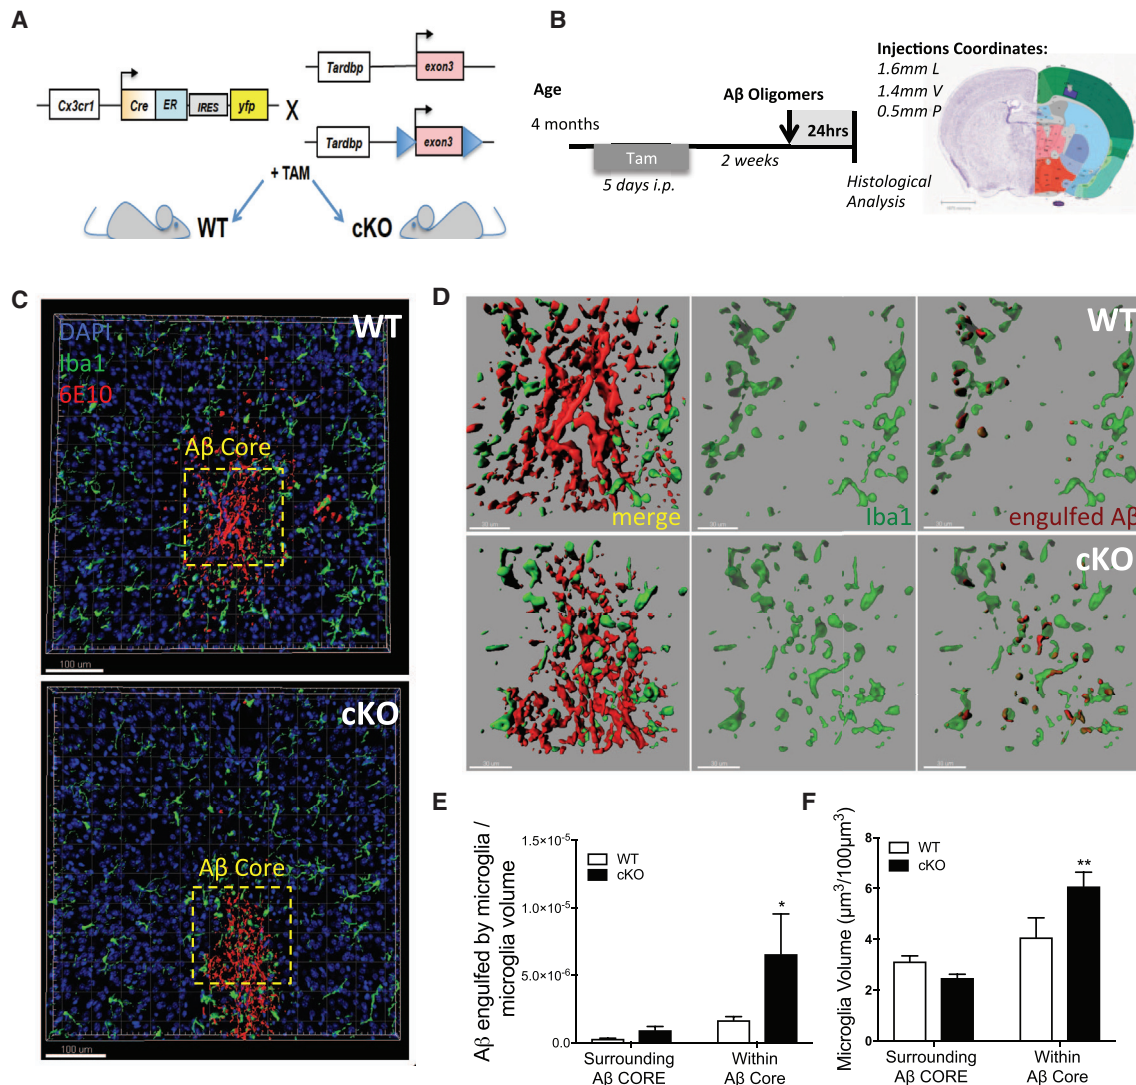 A
Cx3cr1
Cre
ER
IRES
yfp
X
Tardbp
exon3
Tardbp
exon3
+ TAM
WT
cKO
B
Age
4 months
Tam
5 days i.p.
2 weeks
Aβ Oligomers
24hrs
Histological
Analysis
Injections Coordinates:
1.6mm L
1.4mm V
0.5mm P
C
WT
DAPI
Iba1
6E10
Aβ Core
100 um
cKO
Aβ Core
100 um
D
WT
merge
Iba1
engulfed Aβ
cKO
E
Aβ engulfed by microglia /
microglia volume
1.5×10-5
1.0×10-5
5.0×10-6
0.0
WT
cKO
*
Surrounding
Aβ CORE
Within
Aβ Core
F
Microglia Volume (μm3/100μm3)
8
6
4
2
0
WT
cKO
**
Surrounding
Aβ CORE
Within
Aβ Core